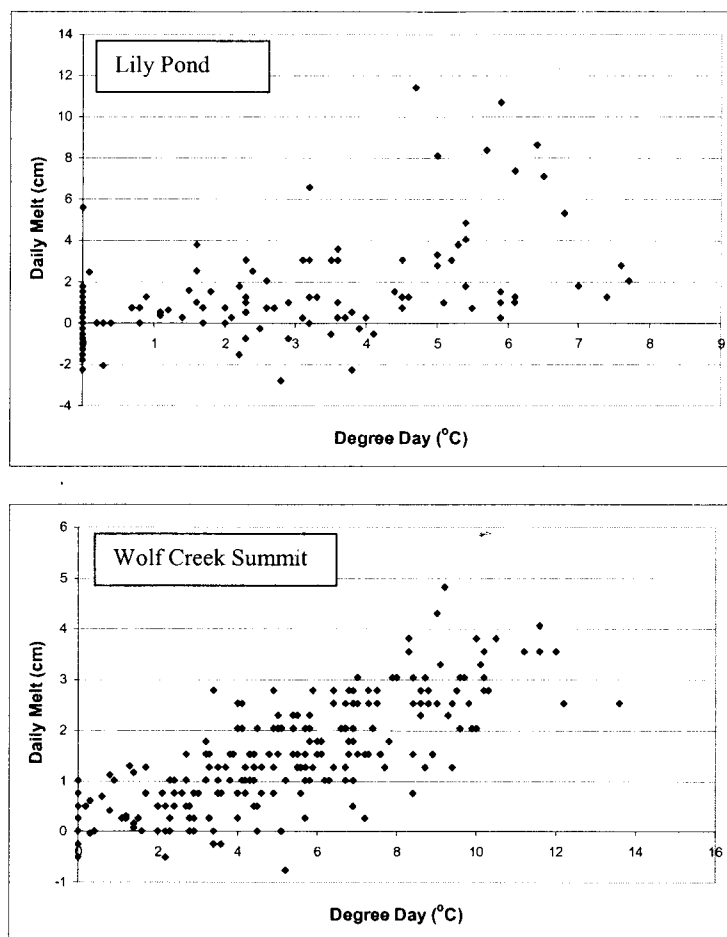 Lily Pond
14
12
10
8
6
4
2
0
-2
-4
1 2 3 4 5 6 7 8 9
Daily Melt (cm)
Degree Day (°C)
Wolf Creek Summit
6
5
4
3
2
1
0
-1
0 2 4 6 8 10 12 14 16
Daily Melt (cm)
Degree Day (°C)